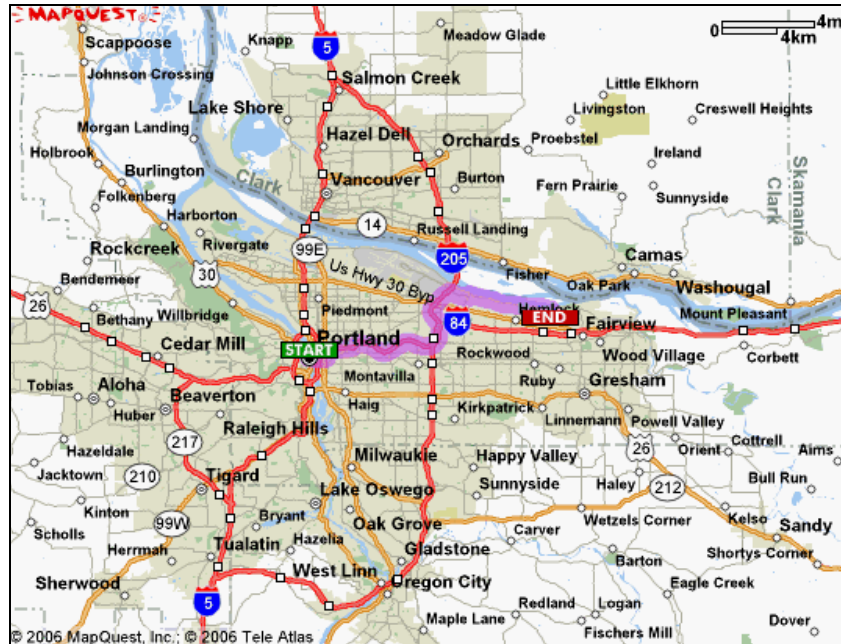 MAPQUEST.
5
Meadow Glade
0 4m
4km
Scappoose
Knapp
Johnson Crossing
Salmon Creek
Little Elkhorn
Lake Shore
Livingston
Creswell Heights
Morgan Landing
Hazel Dell
Orchards
Proebstel
Holbrook
Ireland
Skamania
Clark
Burlington
Clark
Vancouver
Burton
Fern Prairie
Sunnyside
Folkenberg
Harborton
14
Russell Landing
Rivergate
99E
Rockcreek
205
Camas
30
Us Hwy 30 Byp
Fisher
Oak Park
Washougal
Bendemeer
26
Willbridge
Piedmont
Hemlock
Mount Pleasant
Bethany
84
END
Fairview
Portland
START
Cedar Mill
Rockwood
Wood Village
Corbett
Tobias
Aloha
Montavilla
Ruby
Gresham
Beaverton
Huber
Haig
Kirkpatrick
Linnemann
Powell Valley
Raleigh Hills
217
26
Cottrell
Hazeldale
Milwaukie
Orient
Aims
Jacktown
210
Tigard
Happy Valley
Haley
Bull Run
Lake Oswego
Sunnyside
212
Kinton
Bryant
Wetzels Corner
Kelso
Scholls
99W
Oak Grove
Sandy
Carver
Herrmah
Tualatin
Hazelia
Gladstone
Barton
Shortys Corner
Sherwood
West Linn
Oregon City
Eagle Creek
5
Redland
Logan
Maple Lane
Fischers Mill
Dover
© 2006 MapQuest, Inc.; © 2006 Tele Atlas